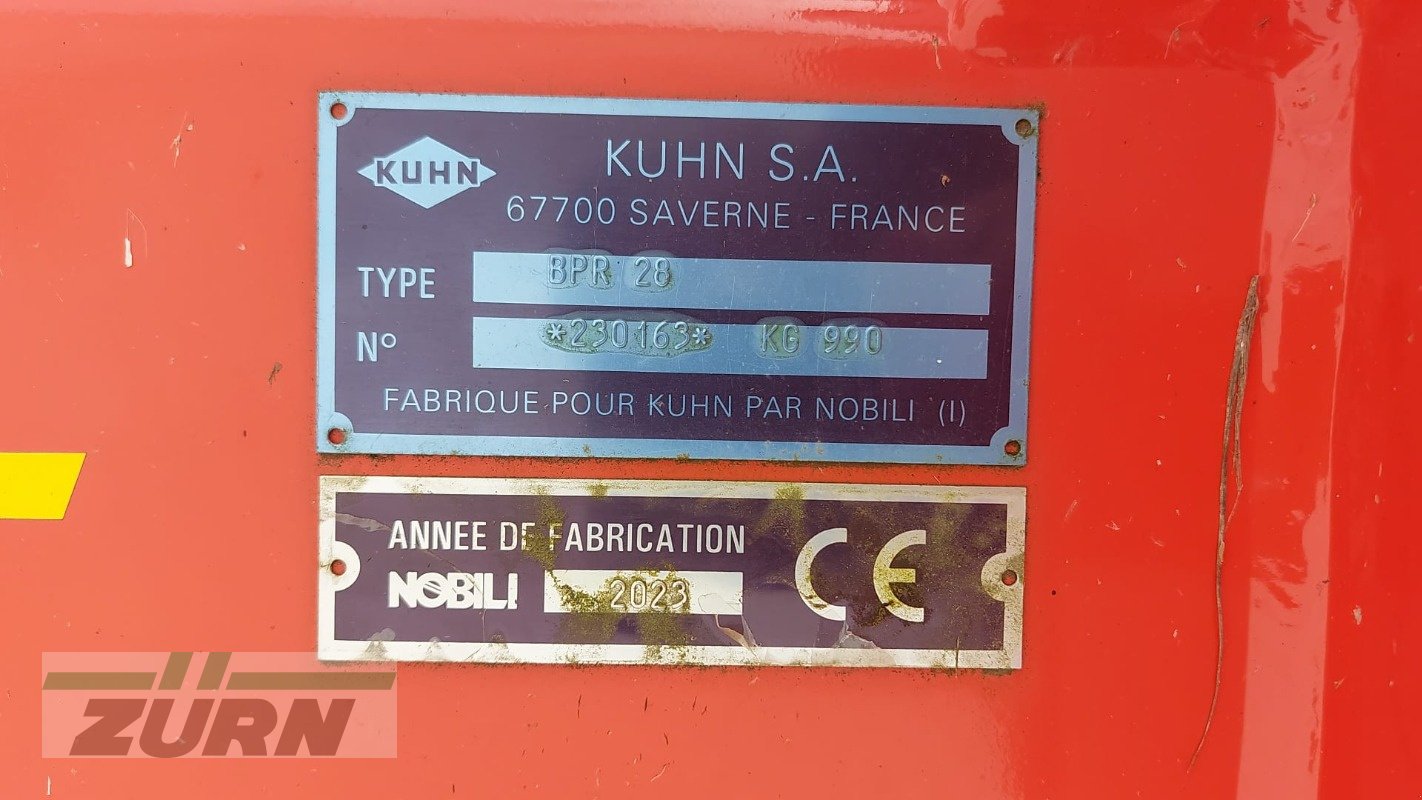 KUHN
KUHN S.A.
67700 SAVERNE - FRANCE
TYPE BPR 28
N° *230163* KG 990
FABRIQUE POUR KUHN PAR NOBILI (I)
ANNEE DE FABRICATION
NOBILI 2023
CE
ZÜRN